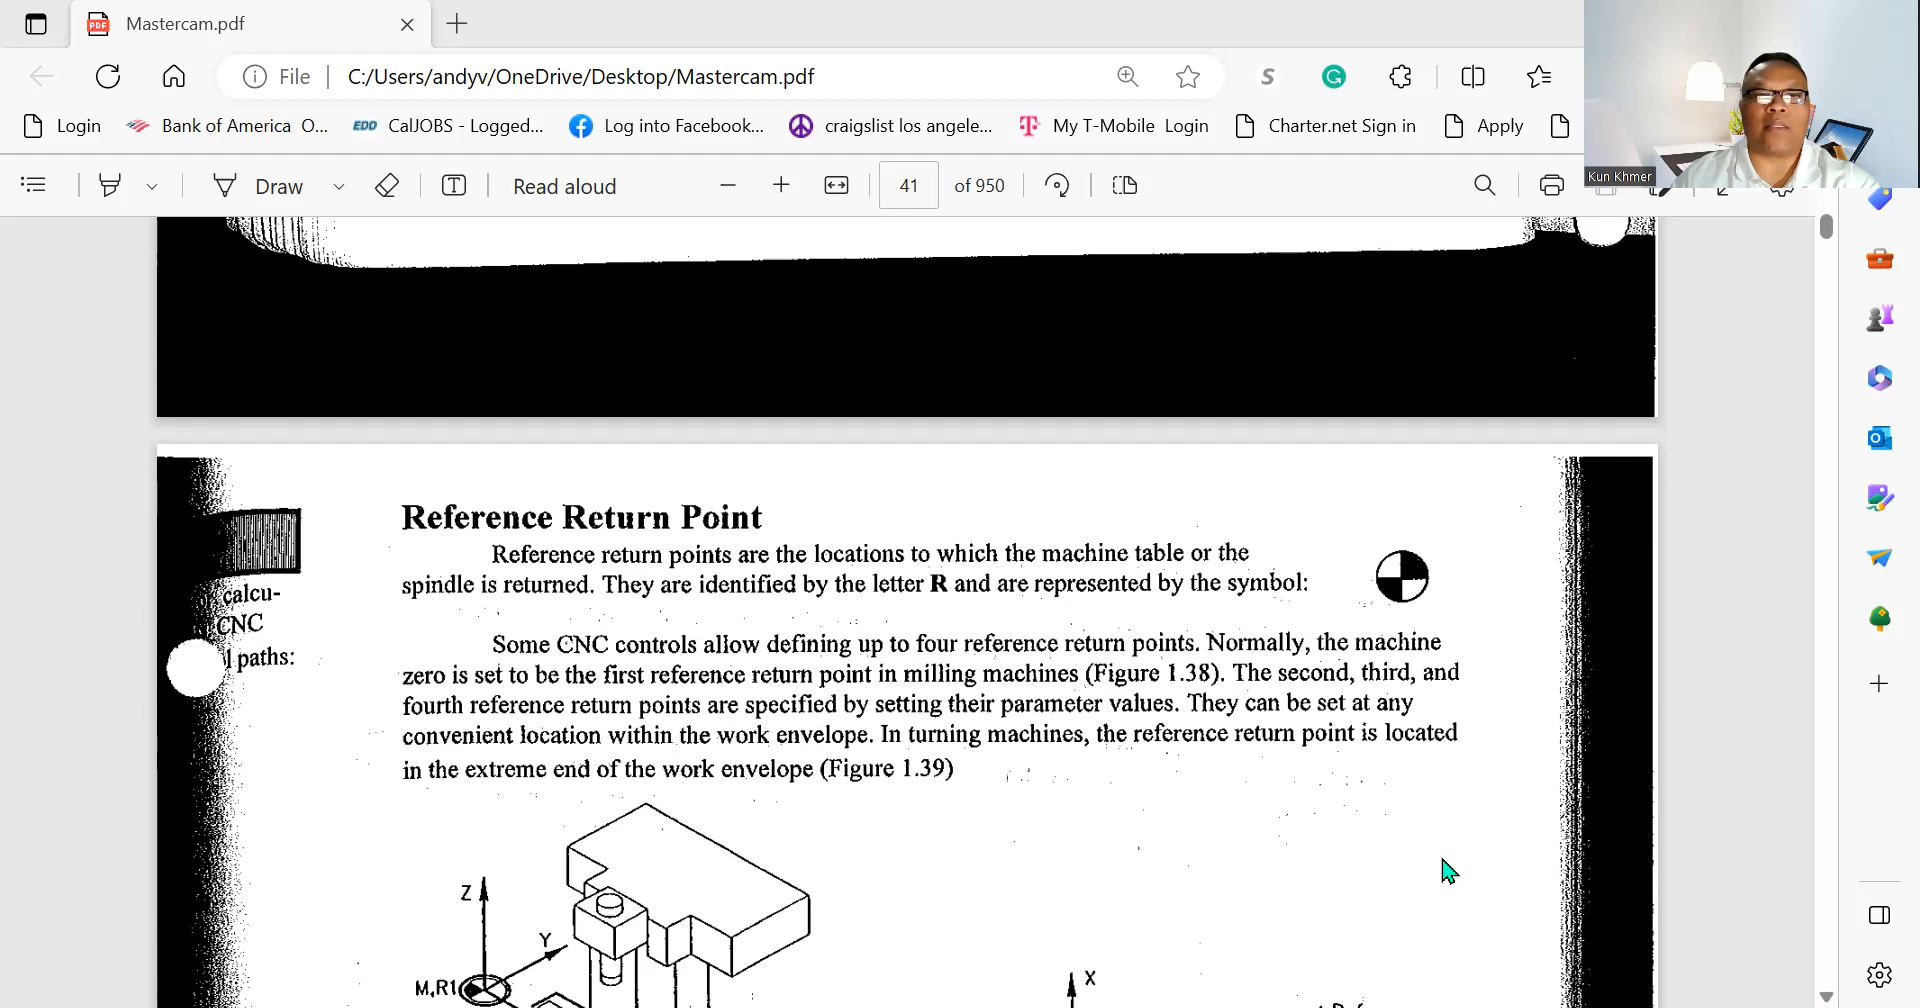 Mastercam.pdf
File
C:/Users/andyv/OneDrive/Desktop/Mastercam.pdf
Login
Bank of America O...
EDD
CalJOBS - Logged...
Log into Facebook...
craigslist los angele...
My T-Mobile Login
Charter.net Sign in
Apply
Draw
Read aloud
41
of 950
Kun Khmer
Reference Return Point
Reference return points are the locations to which the machine table or the
spindle is returned. They are identified by the letter R and are represented by the symbol:
calcu-
CNC
l paths:
Some CNC controls allow defining up to four reference return points. Normally, the machine
zero is set to be the first reference return point in milling machines (Figure 1.38). The second, third, and
fourth reference return points are specified by setting their parameter values. They can be set at any
convenient location within the work envelope. In turning machines, the reference return point is located
in the extreme end of the work envelope (Figure 1.39)
Z
Y
M,R1
X